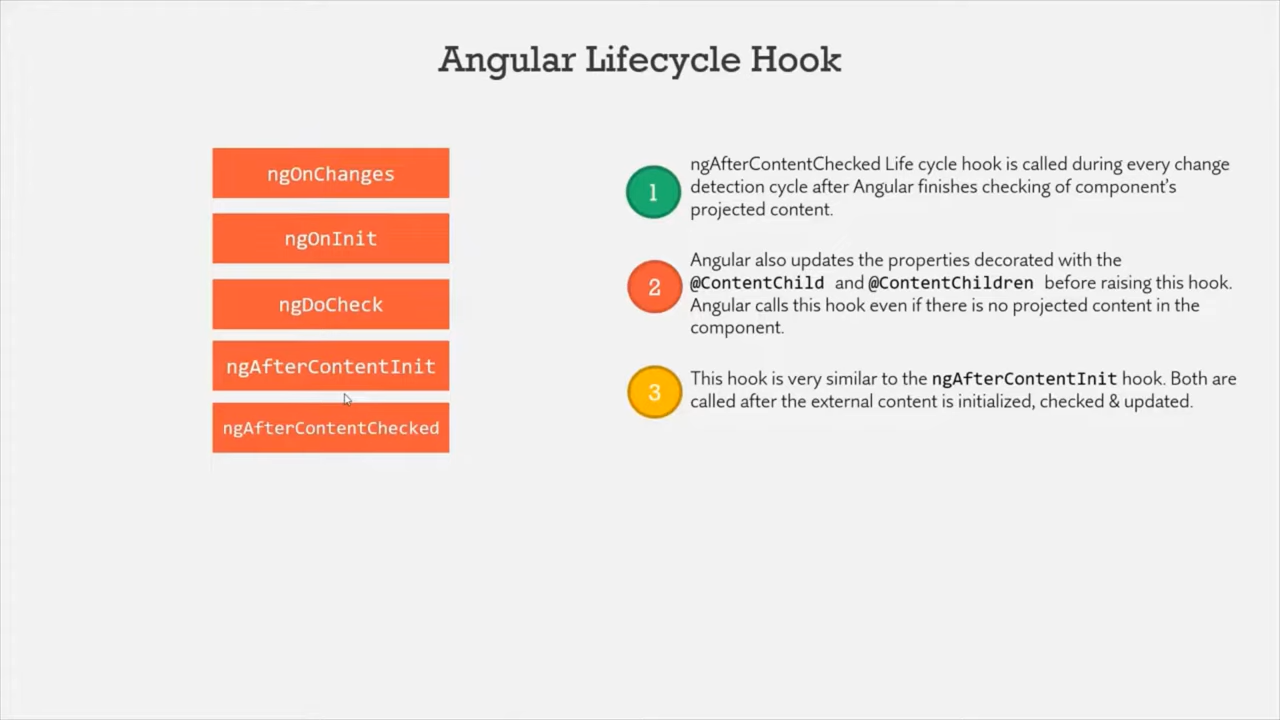 Angular Lifecycle Hook
ngOnChanges
ngOnInit
ngDoCheck
ngAfterContentInit
ngAfterContentChecked
1
ngAfterContentChecked Life cycle hook is called during every change
detection cycle after Angular finishes checking of component's
projected content.
2
Angular also updates the properties decorated with the
@ContentChild and @ContentChildren before raising this hook.
Angular calls this hook even if there is no projected content in the
component.
3
This hook is very similar to the ngAfterContentInit hook. Both are
called after the external content is initialized, checked & updated.